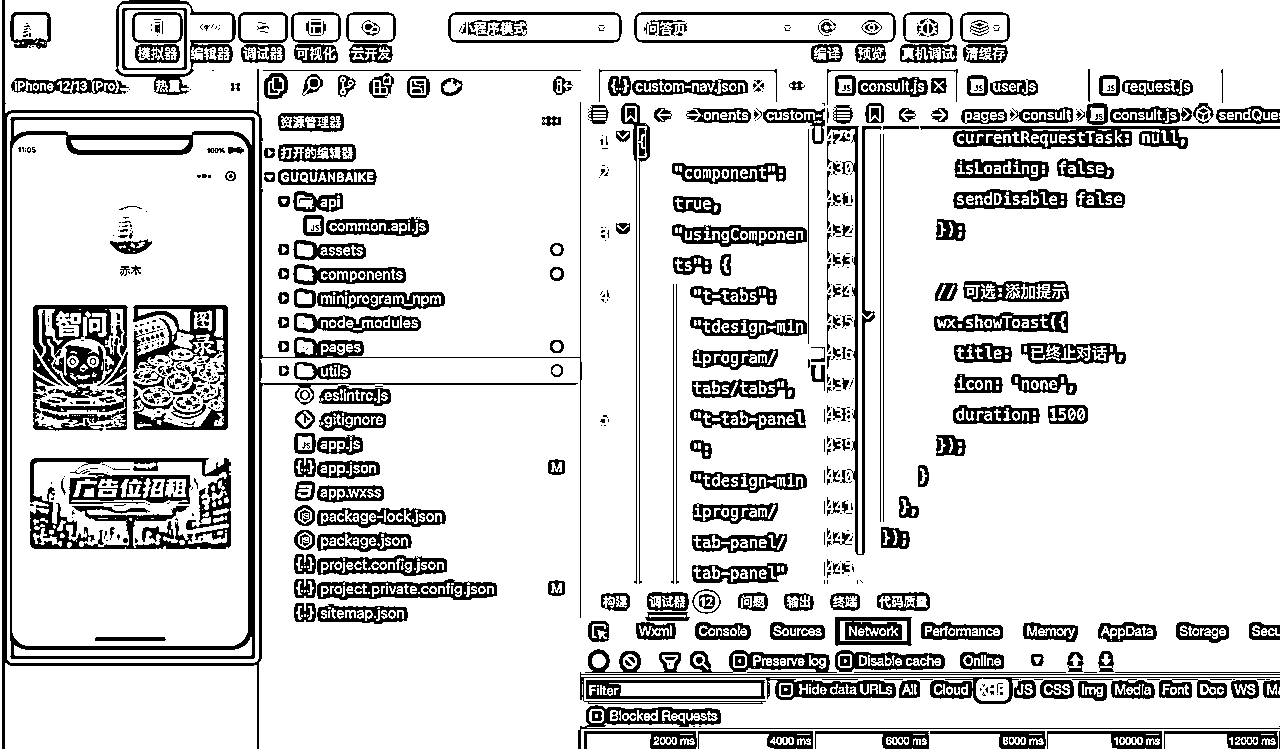 模拟器 编辑器 调试器 可视化 云开发
小程序模式
问答页
编译 预览 真机调试 清缓存
iPhone 12/13 (Pro)
11:05
100%
赤木
智问
图录
广告位招租
资源管理器
打开的编辑器
GUQUANBAIKE
api
JS common.api.js
assets
components
miniprogram_npm
node_modules
pages
utils
.eslintrc.js
.gitignore
JS app.js
{..} app.json M
app.wxss
package-lock.json
package.json
{..} project.config.json
{..} project.private.config.json M
{..} sitemap.json
{..} custom-nav.json
onents > custom-
1 {
2 "component":
true,
3 "usingComponen
ts": {
4 "t-tabs":
"tdesign-min
iprogram/
tabs/tabs",
5 "t-tab-panel
":
"tdesign-min
iprogram/
tab-panel/
tab-panel"
JS consult.js JS user.js JS request.js
pages > consult > JS consult.js > sendQue
429 currentRequestTask: null,
430 isLoading: false,
431 sendDisable: false
432 });
433
434 // 可选:添加提示
435 wx.showToast({
436 title: '已终止对话',
437 icon: 'none',
438 duration: 1500
439 });
440 }
441 },
442 });
443
构建 调试器 12 问题 输出 终端 代码质量
Wxml Console Sources Network Performance Memory AppData Storage Secu
Preserve log Disable cache Online
Filter Hide data URLs All Cloud XHR JS CSS Img Media Font Doc WS Ma
Blocked Requests
2000 ms 4000 ms 6000 ms 8000 ms 10000 ms 12000 ms